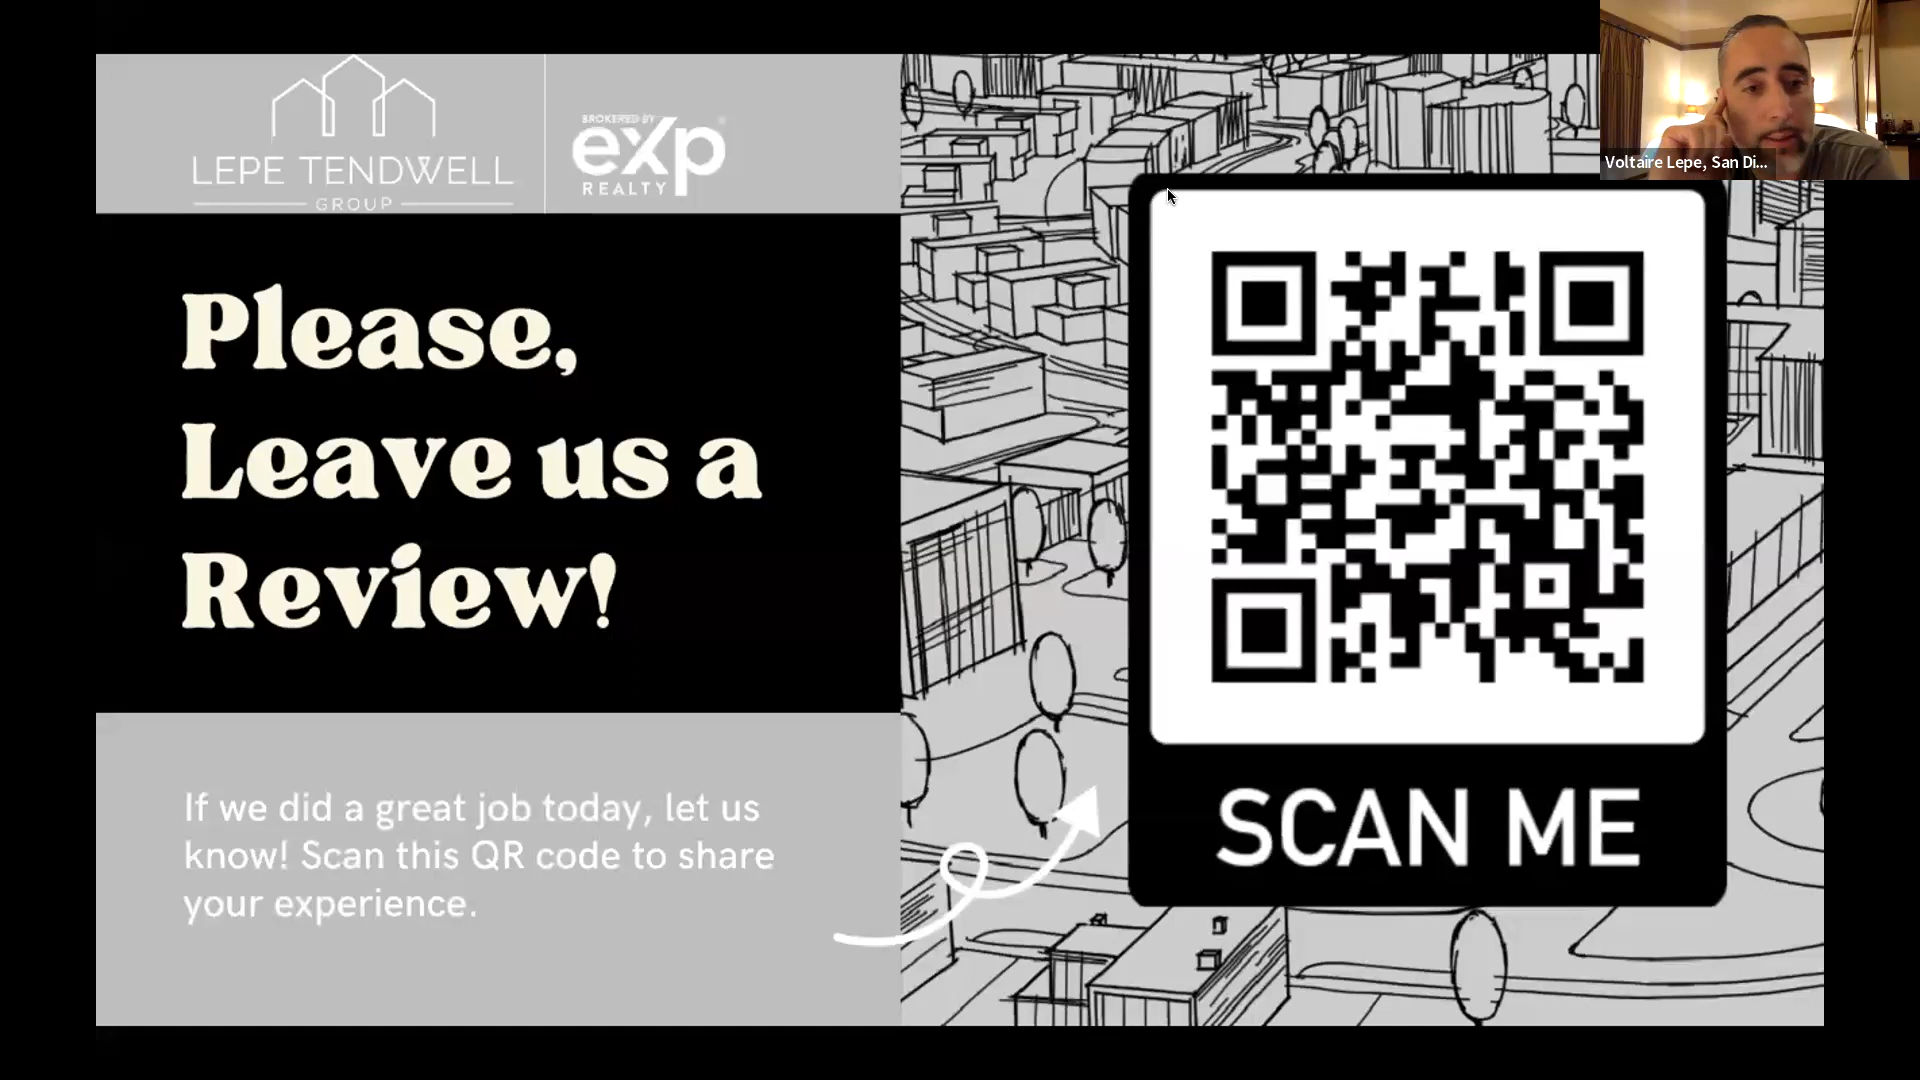 LEPE TENDWELL
GROUP
BROKERED BY
eXp
REALTY
Please,
Leave us a
Review!
If we did a great job today, let us
know! Scan this QR code to share
your experience.
SCAN ME
Voltaire Lepe, San Di...